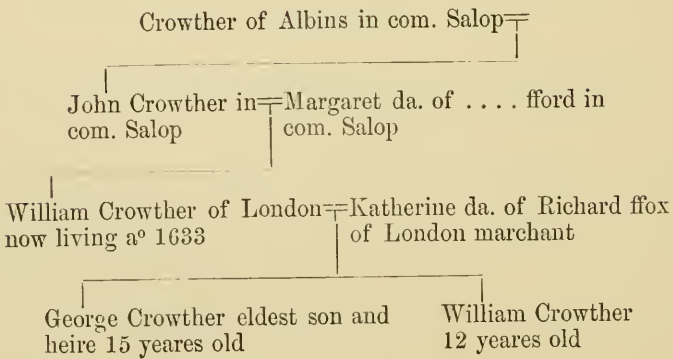 Crowther of Albins in com. Salop
John Crowther in Margaret da. of .... fford in
com. Salop com. Salop
William Crowther of London Katherine da. of Richard ffox
now living aº 1633 of London marchant
George Crowther eldest son and William Crowther
heire 15 yeares old 12 yeares old